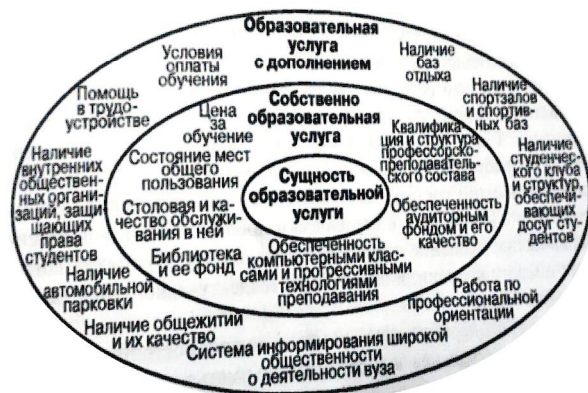 Образовательная
услуга
с дополнением
Условия
оплаты
обучения
Наличие
баз
отдыха
Помощь
в трудо-
устройстве
Наличие
спортзалов
и спортив-
ных баз
Наличие
внутренних
обществен-
ных органи-
заций, защи-
щающих
права
студентов
Наличие
студенчес-
кого клуба
и структур,
обеспечи-
вающих
досуг сту-
дентов
Наличие
автомобильной
парковки
Работа по
профессиональной
ориентации
Наличие общежитий
и их качество
Система информирования широкой
общественности
о деятельности вуза
Собственно
образовательная
услуга
Цена
за
обучение
Квалифика-
ция и структура
профессорско-
преподаватель-
ского состава
Состояние мест
общего
пользования
Столовая и ка-
чество обслужи-
вания в ней
Обеспеченность
аудиторным
фондом и его
качество
Библиотека
и ее фонд
Обеспеченность
компьютерными клас-
сами и прогрессивными
технологиями
преподавания
Сущность
образовательной
услуги